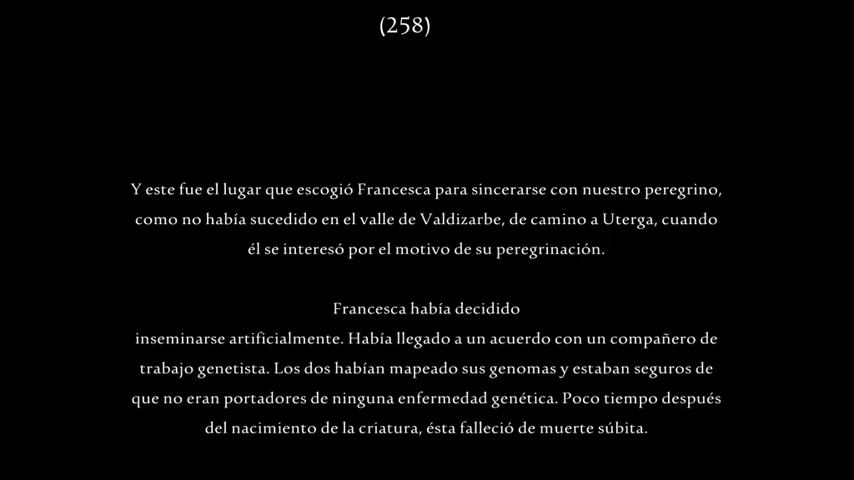 (258)
Y este fue el lugar que escogió Francesca para sincerarse con nuestro peregrino,
como no había sucedido en el valle de Valdizarbe, de camino a Uterga, cuando
él se interesó por el motivo de su peregrinación.
Francesca había decidido
inseminarse artificialmente. Había llegado a un acuerdo con un compañero de
trabajo genetista. Los dos habían mapeado sus genomas y estaban seguros de
que no eran portadores de ninguna enfermedad genética. Poco tiempo después
del nacimiento de la criatura, ésta falleció de muerte súbita.